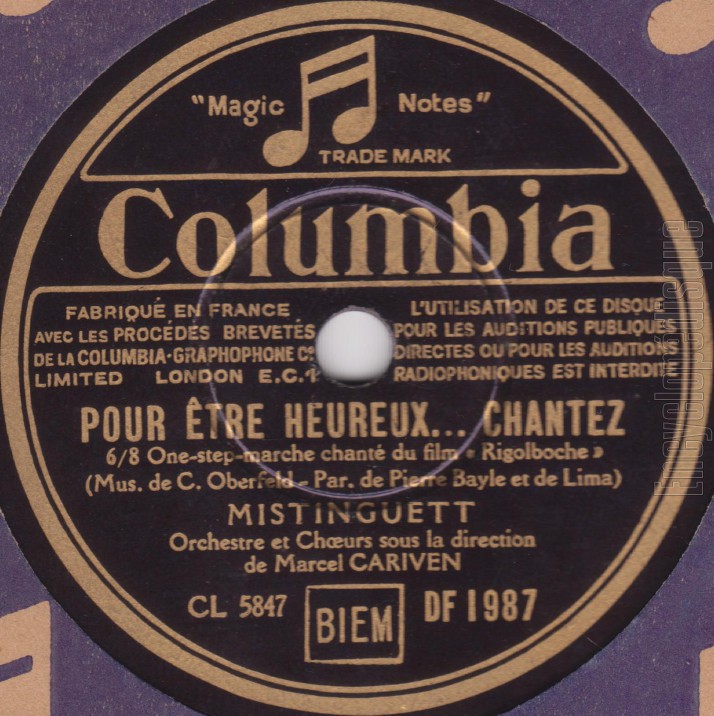 "Magic Notes"
TRADE MARK
Columbia
FABRIQUÉ EN FRANCE
AVEC LES PROCÉDÉS BREVETÉS
DE LA COLUMBIA-GRAPHOPHONE Cº
LIMITED LONDON E.C.1
L'UTILISATION DE CE DISQUE
POUR LES AUDITIONS PUBLIQUES
DIRECTES OU POUR LES AUDITIONS
RADIOPHONIQUES EST INTERDITE
POUR ÊTRE HEUREUX... CHANTEZ
6/8 One-step-marche chanté du film « Rigolboche »
(Mus. de C. Oberfeld - Par. de Pierre Bayle et de Lima)
MISTINGUETT
Orchestre et Chœurs sous la direction
de Marcel CARIVEN
CL 5847 BIEM DF 1987
Encyclopédisque